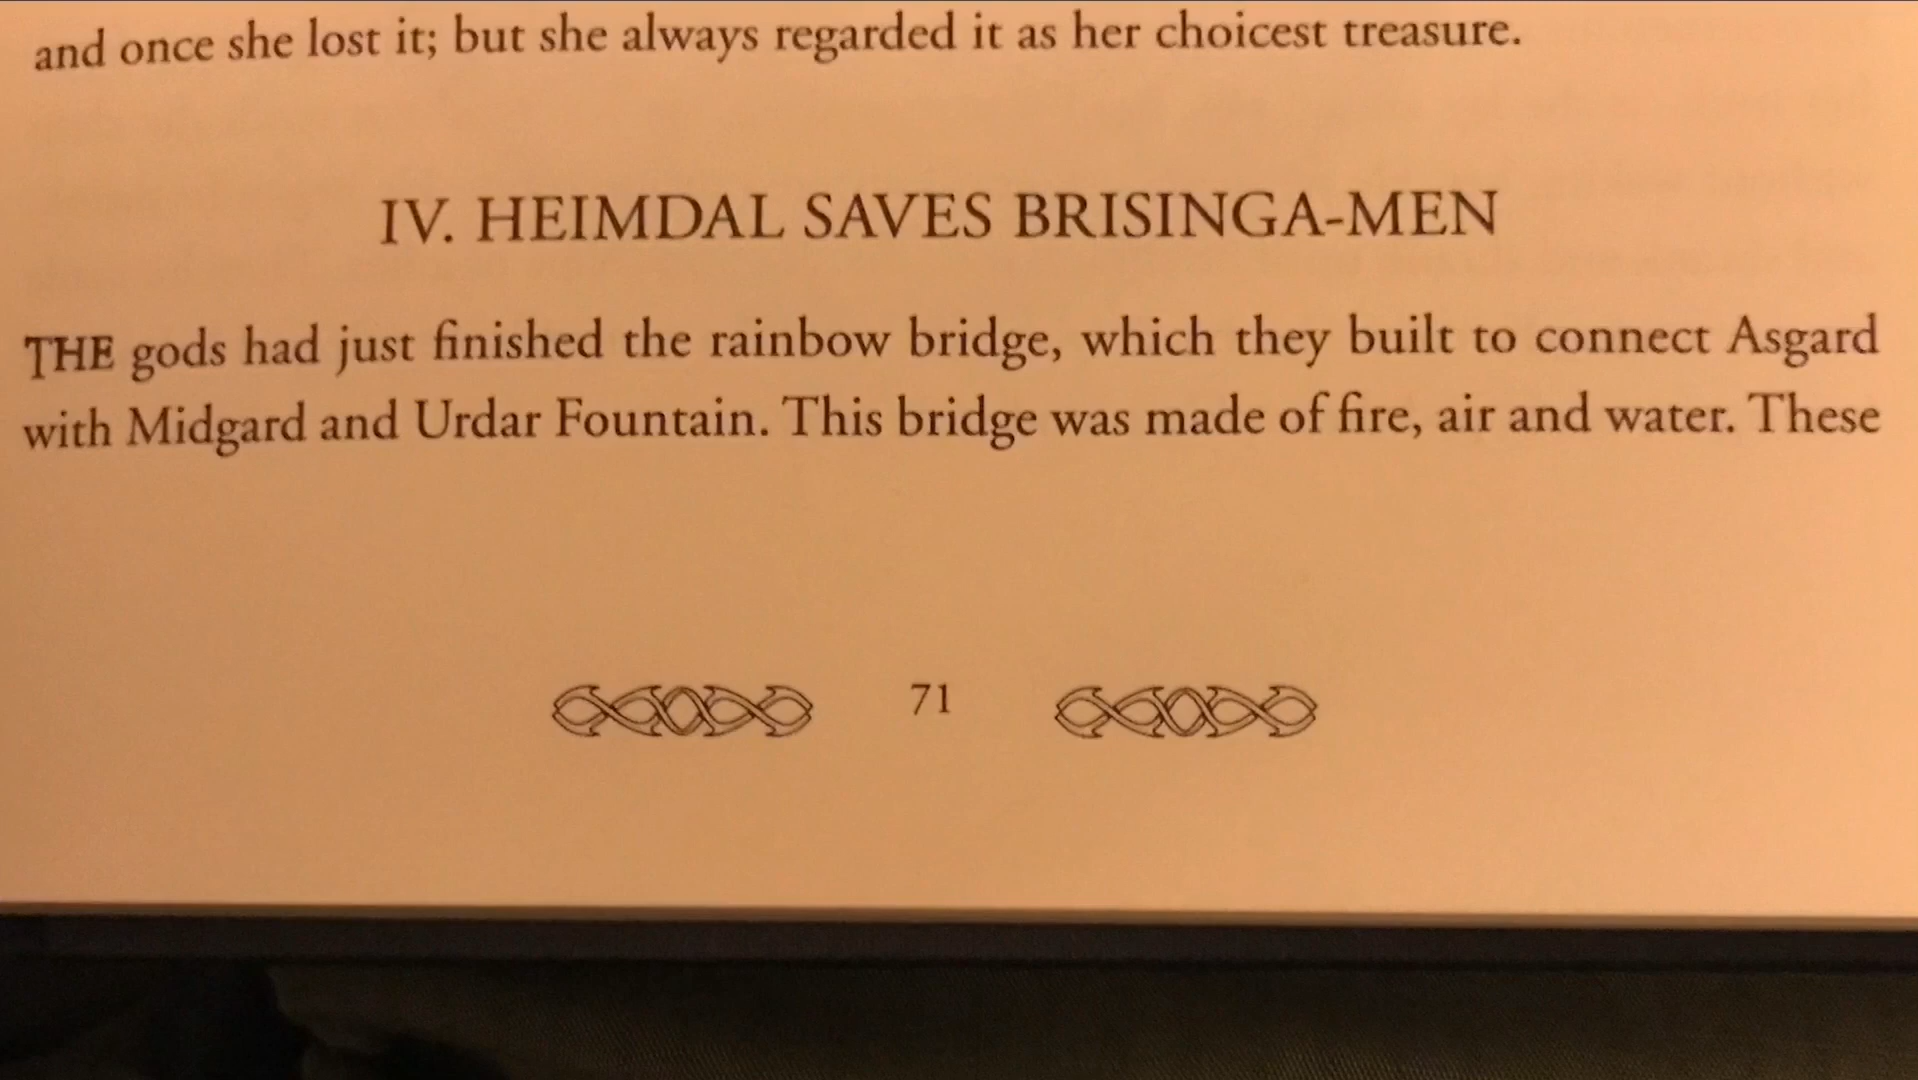 and once she lost it; but she always regarded it as her choicest treasure.
IV. HEIMDAL SAVES BRISINGA-MEN
THE gods had just finished the rainbow bridge, which they built to connect Asgard
with Midgard and Urdar Fountain. This bridge was made of fire, air and water. These
71